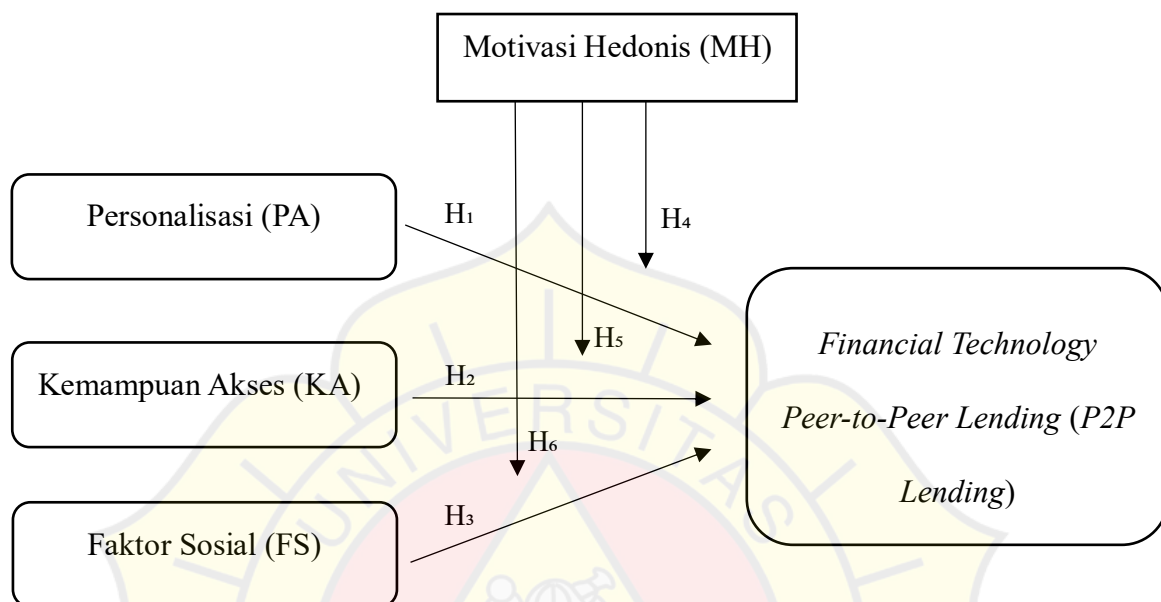 Motivasi Hedonis (MH)
Personalisasi (PA)
H₁
H₄
Financial Technology
Peer-to-Peer Lending (P2P
Lending)
H₅
Kemampuan Akses (KA)
H₂
H₆
Faktor Sosial (FS)
H₃
UNIVERSITAS